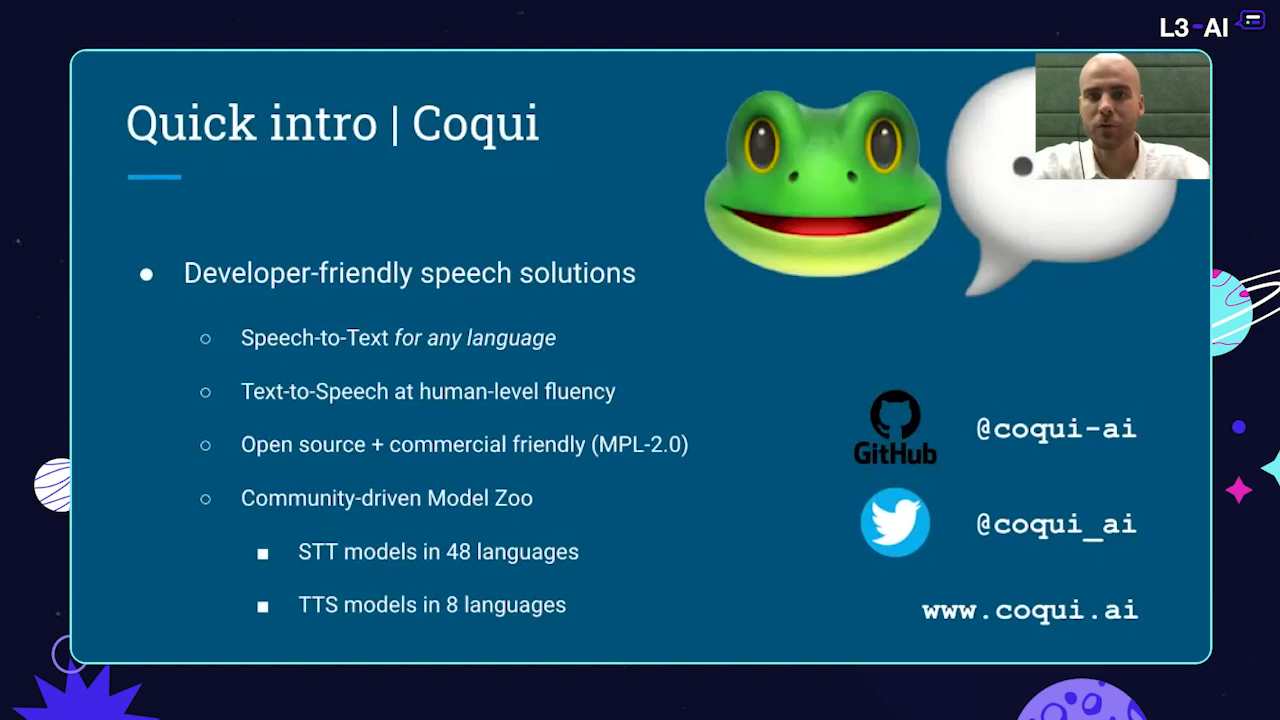 L3-AI
Quick intro | Coqui
Developer-friendly speech solutions
Speech-to-Text for any language
Text-to-Speech at human-level fluency
Open source + commercial friendly (MPL-2.0)
Community-driven Model Zoo
STT models in 48 languages
TTS models in 8 languages
GitHub
@coqui-ai
@coqui_ai
www.coqui.ai